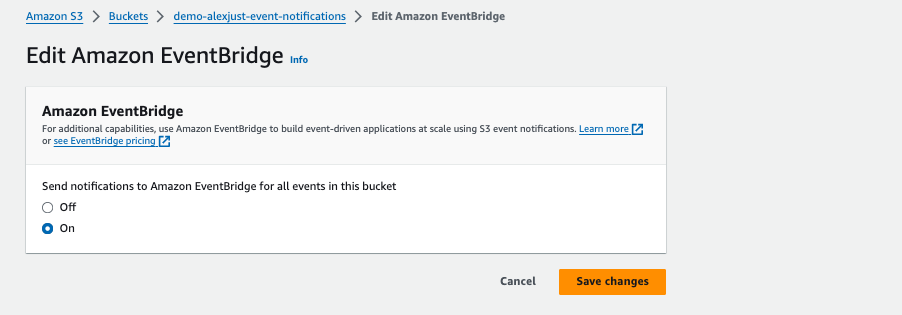 Amazon S3 > Buckets > demo-alexjust-event-notifications > Edit Amazon EventBridge
Edit Amazon EventBridge Info
Amazon EventBridge
For additional capabilities, use Amazon EventBridge to build event-driven applications at scale using S3 event notifications. Learn more
or see EventBridge pricing
Send notifications to Amazon EventBridge for all events in this bucket
Off
On
Cancel Save changes